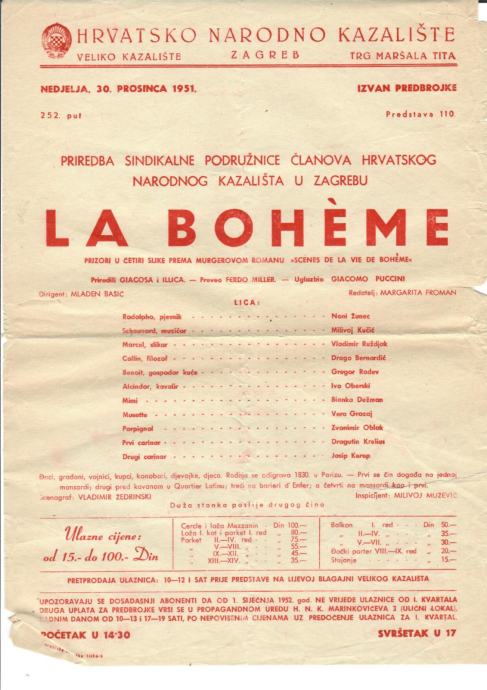 HRVATSKO NARODNO KAZALIŠTE
VELIKO KAZALIŠTE ZAGREB TRG MARŠALA TITA
NEDJELJA, 30. PROSINCA 1951. IZVAN PREDBROJKE
252. put Predstava 110
PRIREDBA SINDIKALNE PODRUŽNICE ČLANOVA HRVATSKOG
NARODNOG KAZALIŠTA U ZAGREBU
LA BOHÈME
PRIZORI U ČETIRI SLIKE PREMA MURGEROVOM ROMANU »SCENES DE LA VIE DE BOHÈME«
Priredili GIACOSA i ILLICA. — Preveo FERDO MILLER. — Uglazbio GIACOMO PUCCINI
Dirigent: MLADEN BAŠIĆ Redatelj: MARGARITA FROMAN
LICA:
Rodolpho, pjesnik Noni Žunec
Schaunard, muzičar Milivoj Kučić
Marcel, slikar Vladimir Ruždjak
Collin, filozof Drago Bernardić
Benoit, gospodar kuće Gregor Radev
Alcindor, kavalir Ivo Oberski
Mimi Bianka Dežman
Musette Vera Grozaj
Parpignol Zvonimir Oblak
Prvi carinar Dragutin Krelius
Drugi carinar Josip Korup
Đaci, građani, vojnici, kupci, konobari, djevojke, djeca. Radnja se odigrava 1830. u Parizu. — Prvi se čin događa na jednoj
mansardi; drugi pred kavanom u Quartier Latinu; treći na barieri d'Enfer; a četvrti na mansardi kao i prvi.
Scenograf: VLADIMIR ŽEDRINSKI Inspicijent: MILIVOJ MUZEVIĆ
Duža stanka poslije drugog čina
Ulazne cijene:
od 15.- do 100.- Din
Cercle i loža Mezzanin - Din 100.—
Loža I. kat i parket I. red „ 80.—
Parket II.—IV. red - - „ 75.—
„ V.—VIII. - - „ 55.—
„ IX.—XII. - - „ 45.—
„ XIII.—XIV. - - „ 35.—
Balkon I. red - - Din 50.—
„ II.—IV. - - „ 35.—
„ V.—VII. - - „ 30.—
Đački parter VIII.—IX. red „ 20.—
Stajanje - - „ 15.—
PRETPRODAJA ULAZNICA: 10—12 I SAT PRIJE PREDSTAVE NA LIJEVOJ BLAGAJNI VELIKOG KAZALIŠTA
UPOZORAVAJU SE DOSADAŠNJI ABONENTI DA OD 1. SIJEČNJA 1952. GOD. NE VRIJEDE ULAZNICE OD I. KVARTALA
DRUGA UPLATA ZA PREDBROJKE VRŠI SE U PROPAGANDNOM UREDU H. N. K. MARINKOVIĆEVA 3 (ULIČNI LOKAL),
RADNIM DANOM OD 10—13 I 17—19 SATI, PO NEPOVIŠENIM CIJENAMA UZ PREDOČENJE ULAZNICA ZA I. KVARTAL
POČETAK U 14·30 SVRŠETAK U 17